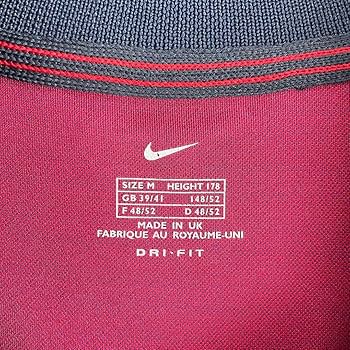 SIZE M HEIGHT 178
GB 39/41 148/52
F 48/52 D 48/52
MADE IN UK
FABRIQUE AU ROYAUME-UNI
DRI-FIT